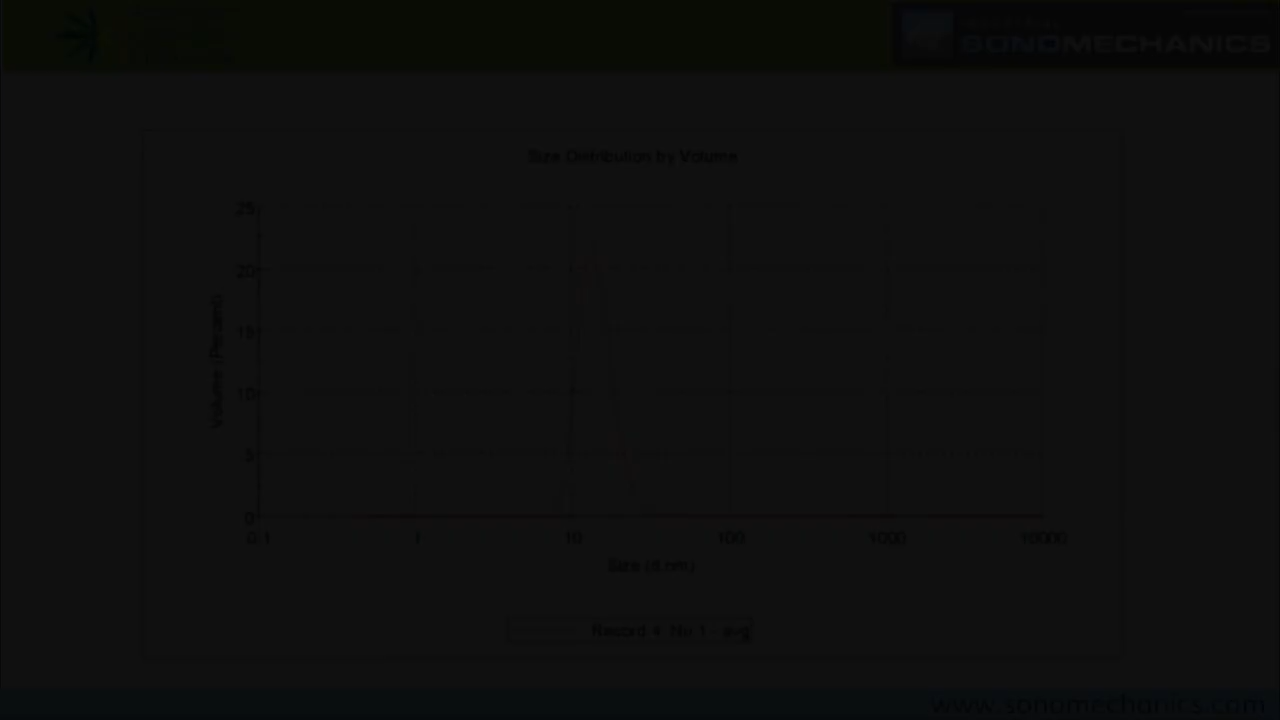 INDUSTRIAL
SONOMECHANICS
Size Distribution by Volume
25
20
15
10
5
0
Volume (Percent)
0.1 1 10 100 1000 10000
Size (d.nm)
www.sonomechanics.com